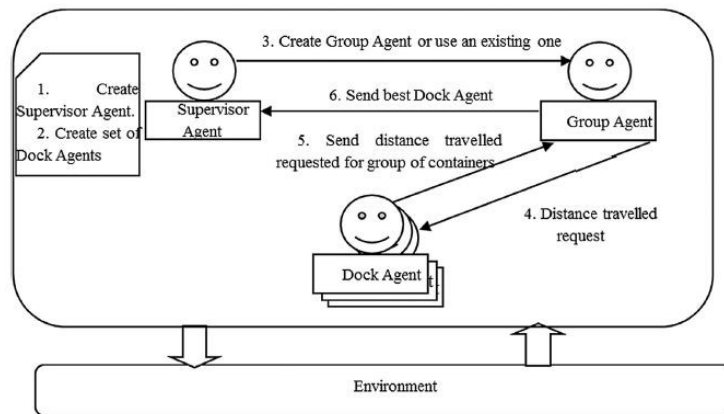 3. Create Group Agent or use an existing one
1. Create
Supervisor Agent.
2. Create set of
Dock Agents
Supervisor
Agent
6. Send best Dock Agent
Group Agent
5. Send distance travelled
requested for group of containers
4. Distance travelled
request
Dock Agent
t.
Environment